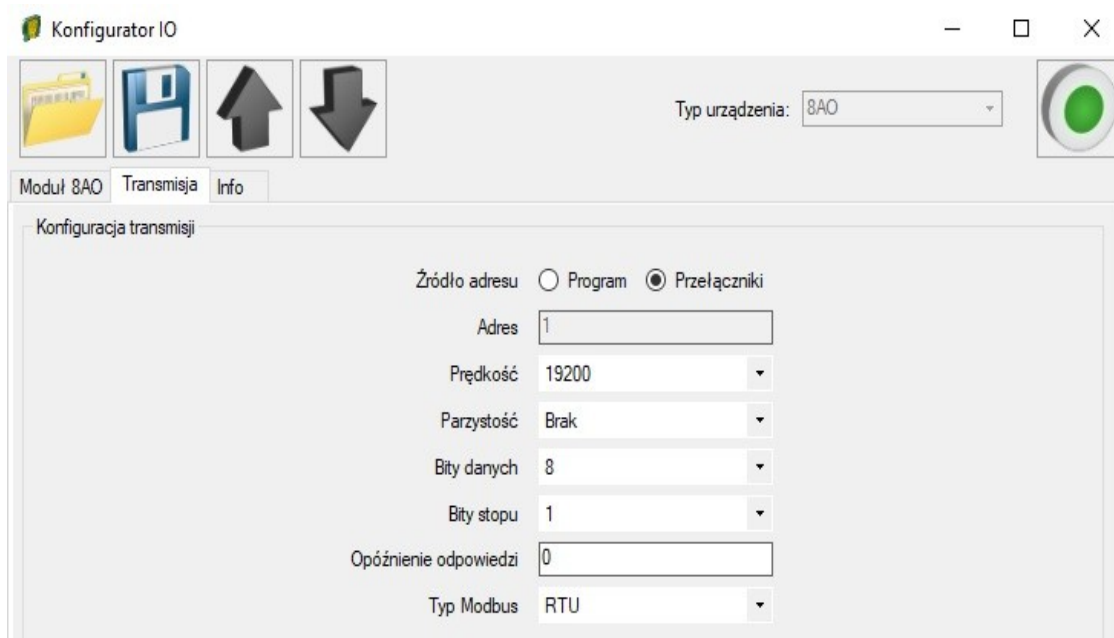 Konfigurator IO
Typ urządzenia: 8AO
Moduł 8AO Transmisja Info
Konfiguracja transmisji
Źródło adresu Program Przełączniki
Adres 1
Prędkość 19200
Parzystość Brak
Bity danych 8
Bity stopu 1
Opóźnienie odpowiedzi 0
Typ Modbus RTU